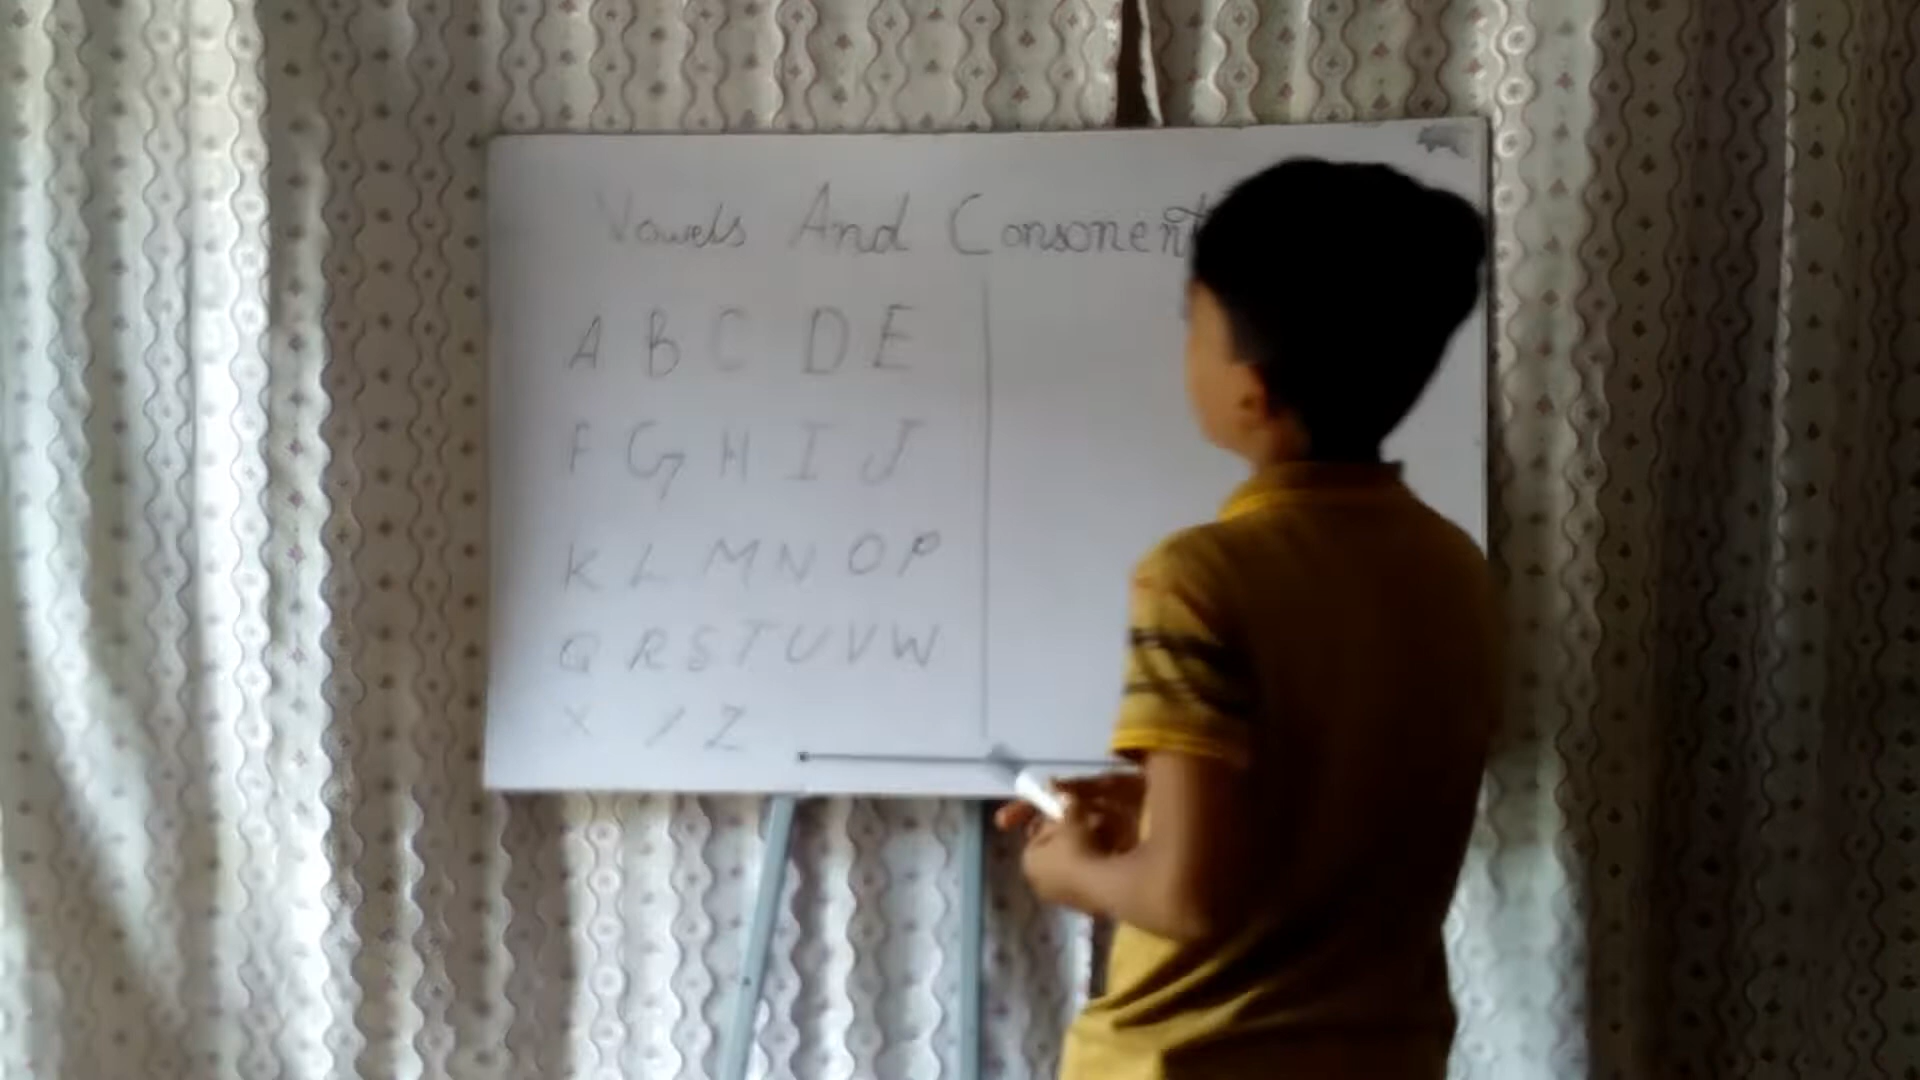 Vowels And Consonent
A B C D E
F G H I J
K L M N O P
Q R S T U V W
X Y Z